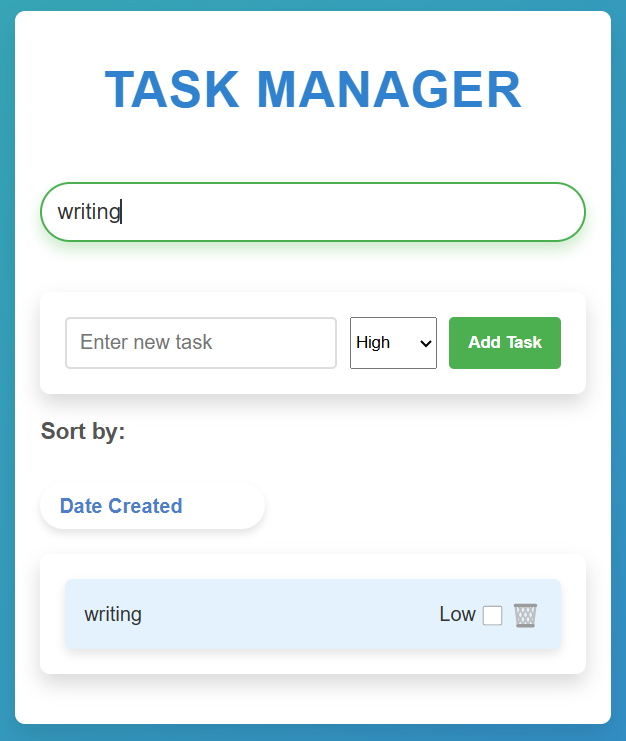 TASK MANAGER
writing
Enter new task High Add Task
Sort by:
Date Created
writing Low